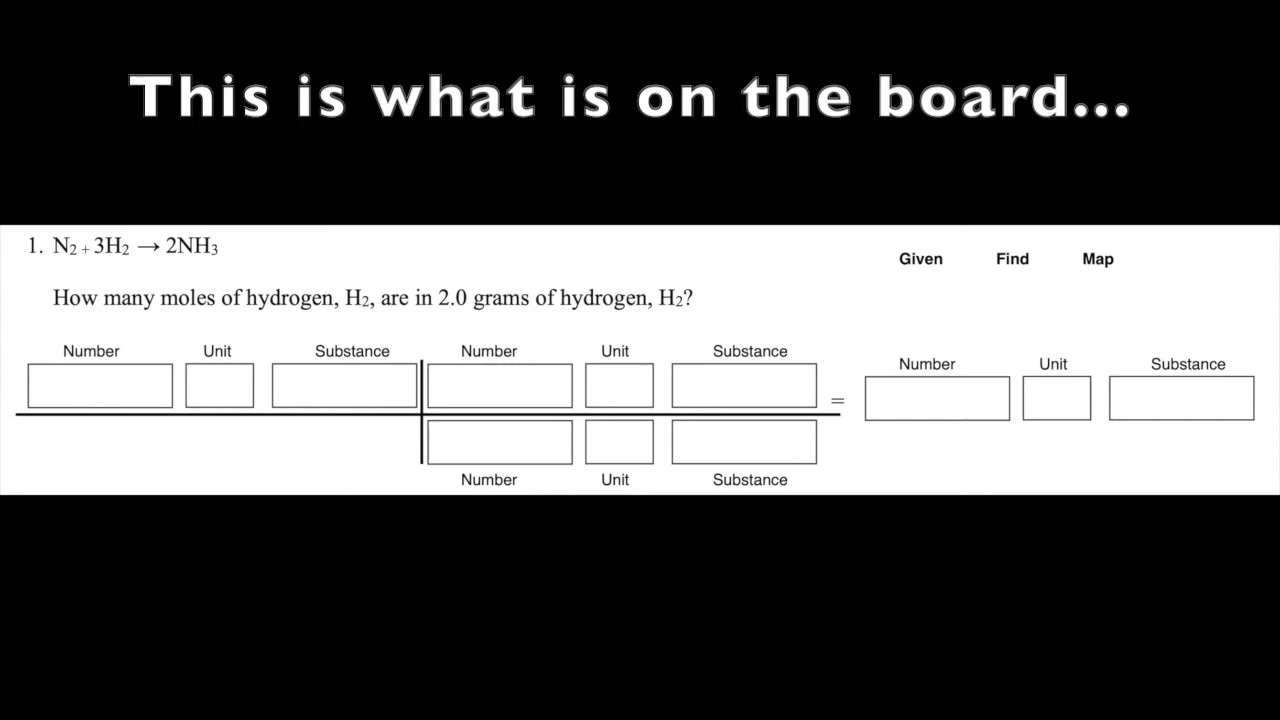 This is what is on the board...
1. N₂ + 3H₂ → 2NH₃
Given Find Map
How many moles of hydrogen, H₂, are in 2.0 grams of hydrogen, H₂?
Number Unit Substance Number Unit Substance
Number Unit Substance
=
Number Unit Substance